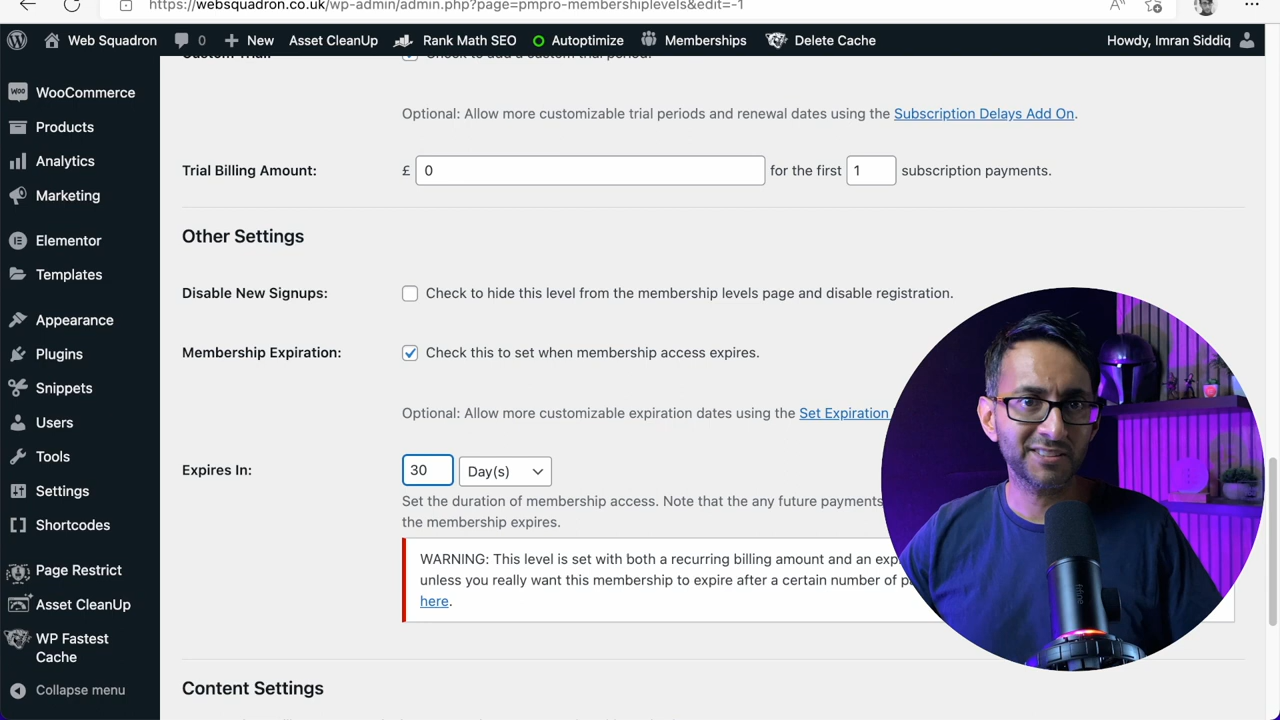 https://websquadron.co.uk/wp-admin/admin.php?page=pmpro-membershiplevels&edit=-1
Web Squadron 0 New Asset CleanUp Rank Math SEO Autoptimize Memberships Delete Cache Howdy, Imran Siddiq
Custom Trial: Check to add a custom trial period.
WooCommerce
Products
Analytics
Marketing
Elementor
Templates
Appearance
Plugins
Snippets
Users
Tools
Settings
Shortcodes
Page Restrict
Asset CleanUp
WP Fastest
Cache
Collapse menu
Optional: Allow more customizable trial periods and renewal dates using the Subscription Delays Add On.
Trial Billing Amount: £ 0 for the first 1 subscription payments.
Other Settings
Disable New Signups: Check to hide this level from the membership levels page and disable registration.
Membership Expiration: Check this to set when membership access expires.
Optional: Allow more customizable expiration dates using the Set Expiration
Expires In: 30 Day(s)
Set the duration of membership access. Note that the any future payments
the membership expires.
WARNING: This level is set with both a recurring billing amount and an
unless you really want this membership to expire after a certain number of
here.
Content Settings